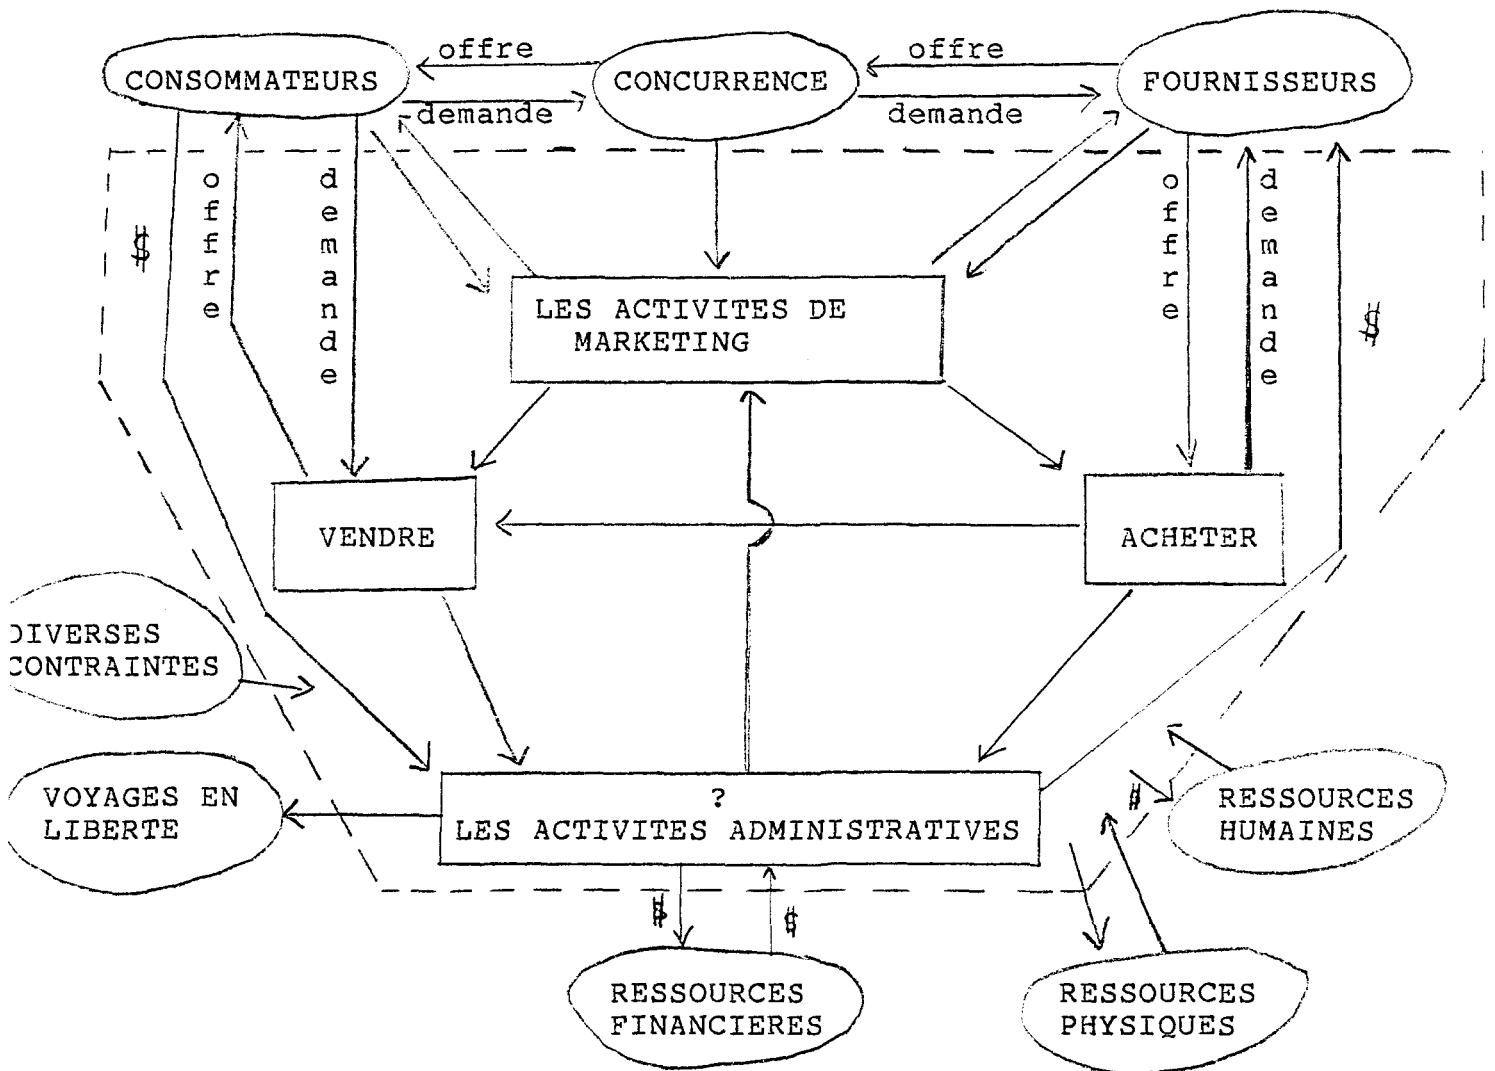 offre
offre
CONSOMMATEURS
CONCURRENCE
FOURNISSEURS
demande
demande
offre
demande
offre
demande
$
$
LES ACTIVITES DE
MARKETING
VENDRE
ACHETER
DIVERSES
CONTRAINTES
VOYAGES EN
LIBERTE
?
LES ACTIVITES ADMINISTRATIVES
$
RESSOURCES
HUMAINES
$
$
RESSOURCES
FINANCIERES
RESSOURCES
PHYSIQUES